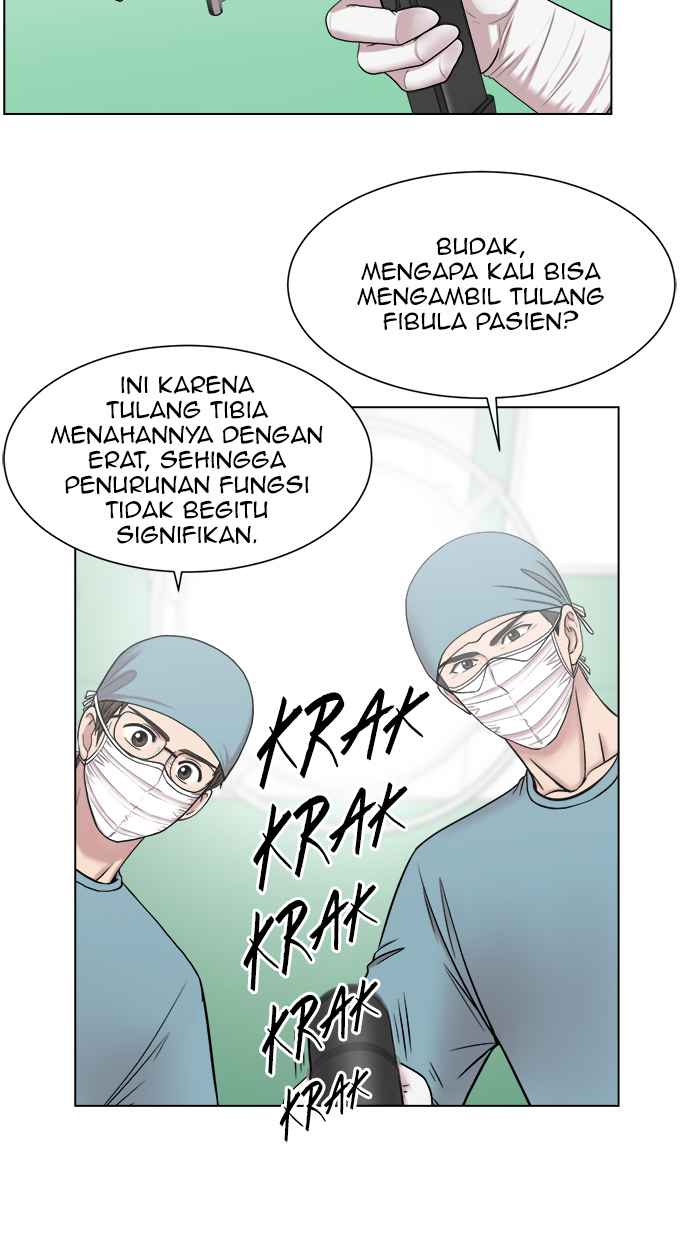 BUDAK,
MENGAPA KAU BISA
MENGAMBIL TULANG
FIBULA PASIEN?
INI KARENA
TULANG TIBIA
MENAHANNYA DENGAN
ERAT, SEHINGGA
PENURUNAN FUNGSI
TIDAK BEGITU
SIGNIFIKAN.
KRAK
KRAK
KRAK
KRAK
KRAK